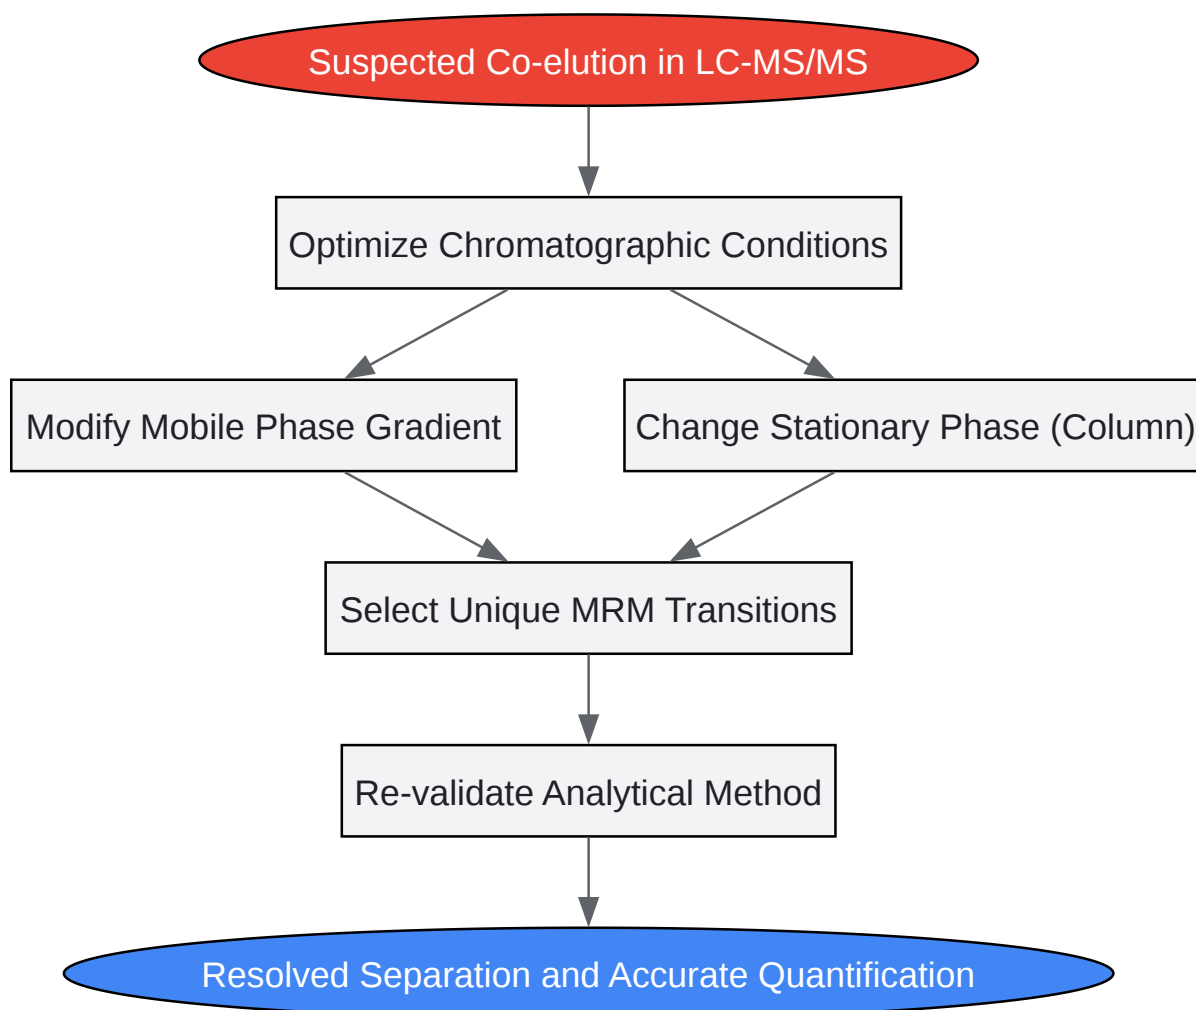 Suspected Co-elution in LC-MS/MS
Optimize Chromatographic Conditions
Modify Mobile Phase Gradient
Change Stationary Phase (Column)
Select Unique MRM Transitions
Re-validate Analytical Method
Resolved Separation and Accurate Quantification